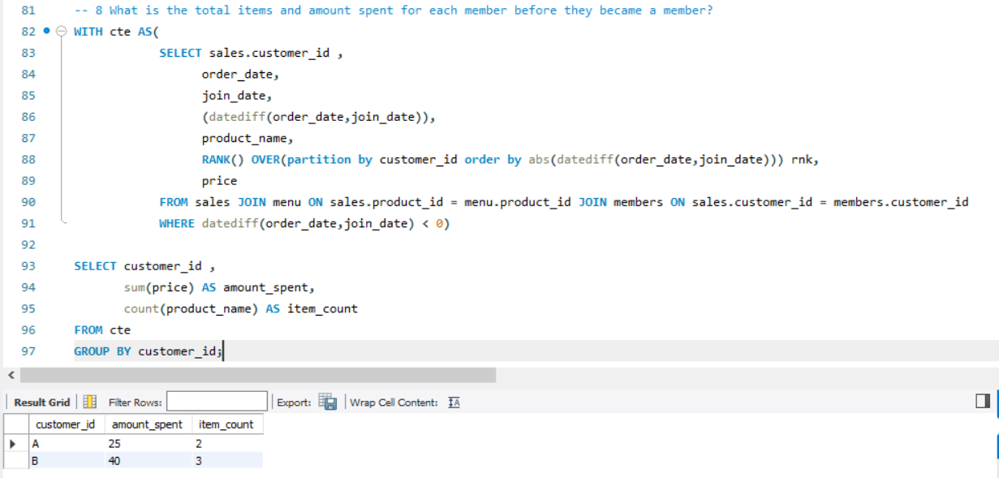 81 -- 8 What is the total items and amount spent for each member before they became a member?
82 WITH cte AS(
83 SELECT sales.customer_id ,
84 order_date,
85 join_date,
86 (datediff(order_date,join_date)),
87 product_name,
88 RANK() OVER(partition by customer_id order by abs(datediff(order_date,join_date))) rnk,
89 price
90 FROM sales JOIN menu ON sales.product_id = menu.product_id JOIN members ON sales.customer_id = members.customer_id
91 WHERE datediff(order_date,join_date) < 0)
92
93 SELECT customer_id ,
94 sum(price) AS amount_spent,
95 count(product_name) AS item_count
96 FROM cte
97 GROUP BY customer_id;
Result Grid Filter Rows: Export: Wrap Cell Content: IA
customer_id amount_spent item_count
A 25 2
B 40 3